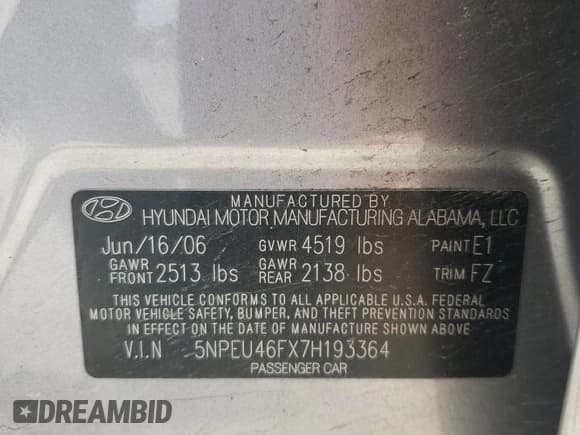 MANUFACTURED BY
HYUNDAI MOTOR MANUFACTURING ALABAMA, LLC
Jun/16/06 GVWR 4519 lbs PAINT E1
GAWR FRONT 2513 lbs GAWR REAR 2138 lbs TRIM FZ
THIS VEHICLE CONFORMS TO ALL APPLICABLE U.S.A. FEDERAL
MOTOR VEHICLE SAFETY, BUMPER, AND THEFT PREVENTION STANDARDS
IN EFFECT ON THE DATE OF MANUFACTURE SHOWN ABOVE
V.I.N 5NPEU46FX7H193364
PASSENGER CAR
DREAMBID